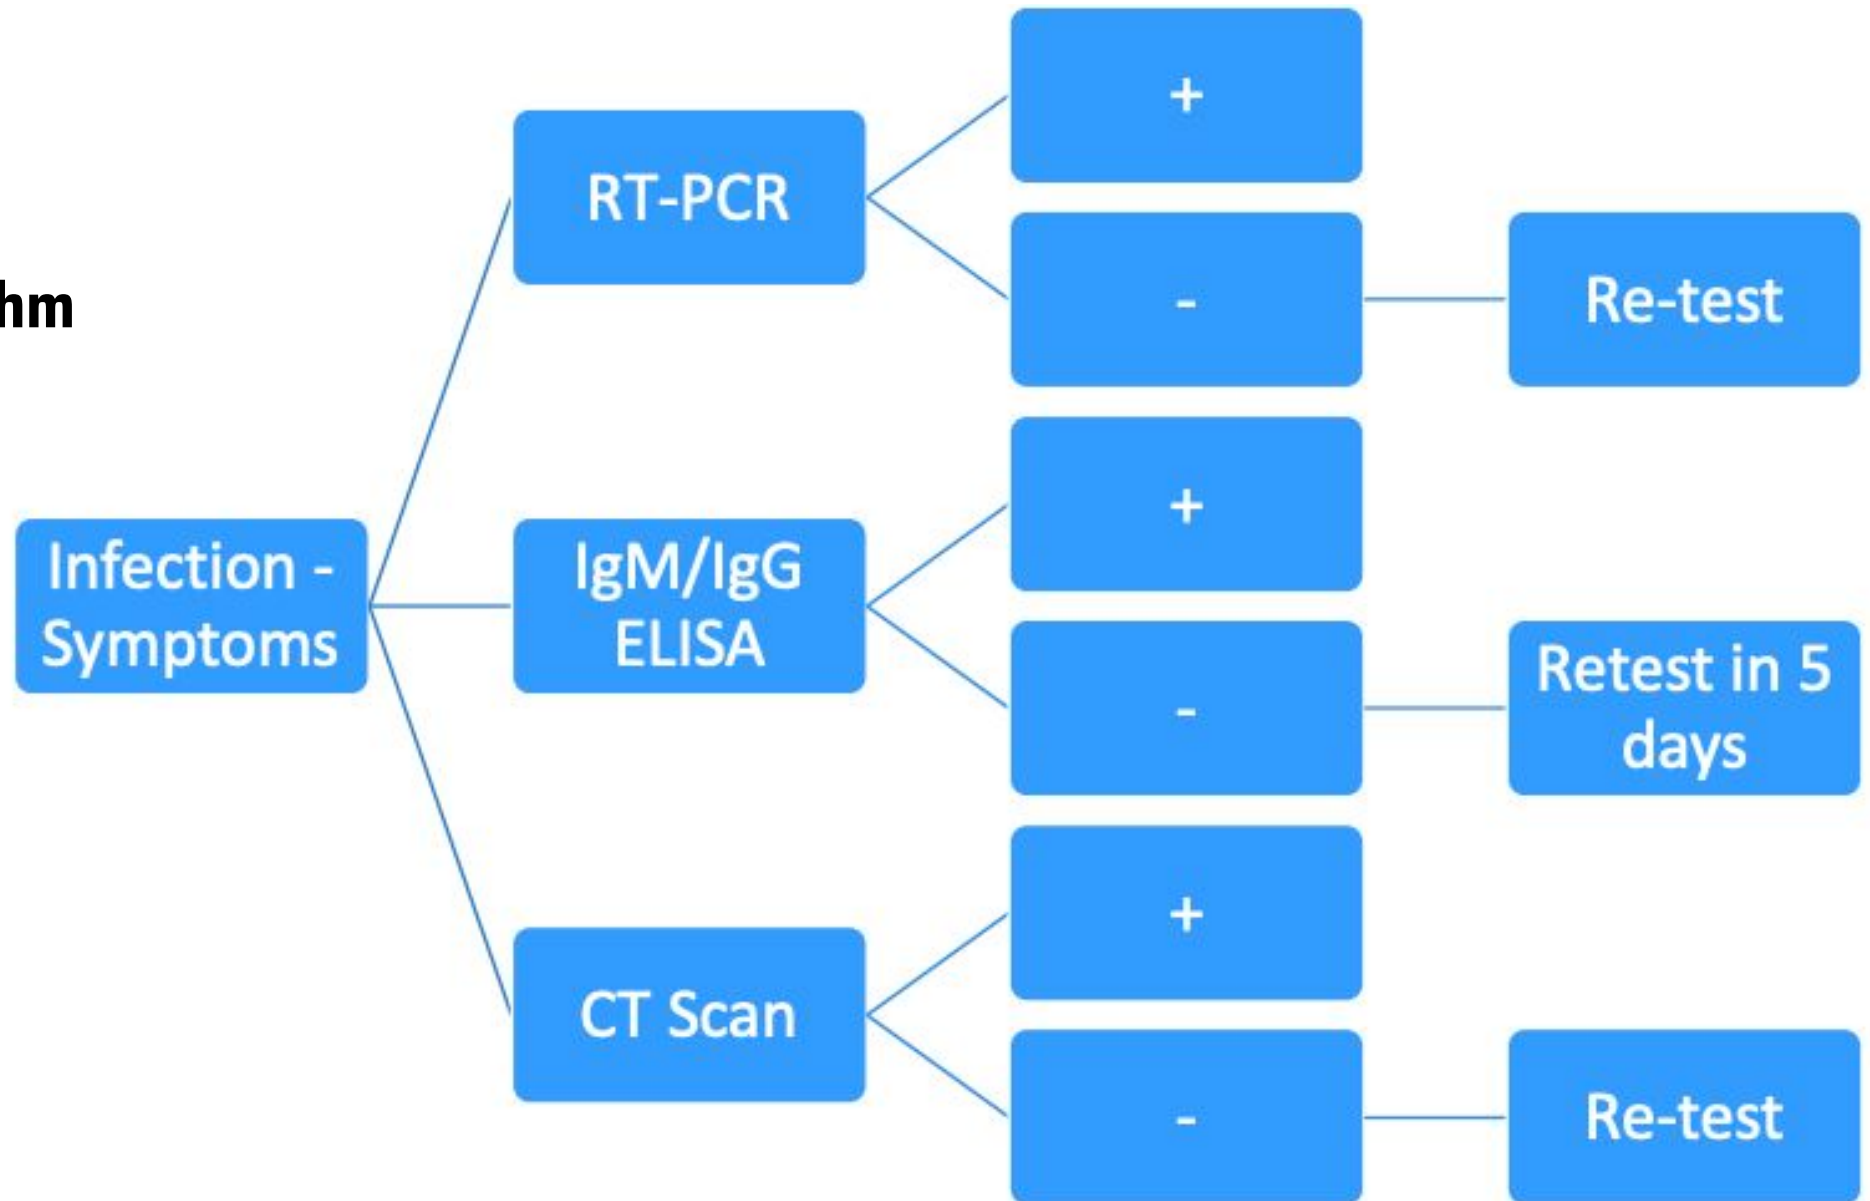 hm
Infection -
Symptoms
RT-PCR
+
-
Re-test
IgM/IgG
ELISA
+
-
Retest in 5
days
CT Scan
+
-
Re-test